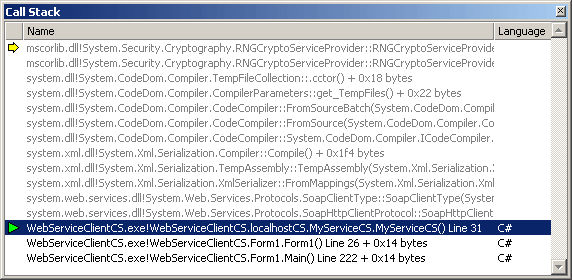 Call Stack
Name Language
mscorlib.dll!System.Security.Cryptography.RNGCryptoServiceProvider::RNGCryptoServiceProvider
mscorlib.dll!System.Security.Cryptography.RNGCryptoServiceProvider::RNGCryptoServiceProvider
system.dll!System.CodeDom.Compiler.TempFileCollection::.cctor() + 0x18 bytes
system.dll!System.CodeDom.Compiler.CompilerParameters::get_TempFiles() + 0x22 bytes
system.dll!System.CodeDom.Compiler.CodeCompiler::FromSourceBatch(System.CodeDom.Compil
system.dll!System.CodeDom.Compiler.CodeCompiler::FromSource(System.CodeDom.Compiler.Com
system.dll!System.CodeDom.Compiler.CodeCompiler::System.CodeDom.Compiler.ICodeCompiler.
system.xml.dll!System.Xml.Serialization.Compiler::Compile() + 0x1f4 bytes
system.xml.dll!System.Xml.Serialization.TempAssembly::TempAssembly(System.Xml.Serialization.X
system.xml.dll!System.Xml.Serialization.XmlSerializer::FromMappings(System.Xml.Serialization.Xml
system.web.services.dll!System.Web.Services.Protocols.SoapClientType::SoapClientType(System
system.web.services.dll!System.Web.Services.Protocols.SoapHttpClientProtocol::SoapHttpClient
WebServiceClientCS.exe!WebServiceClientCS.localhostCS.MyServiceCS.MyServiceCS() Line 31 C#
WebServiceClientCS.exe!WebServiceClientCS.Form1.Form1() Line 26 + 0x14 bytes C#
WebServiceClientCS.exe!WebServiceClientCS.Form1.Main() Line 222 + 0x14 bytes C#